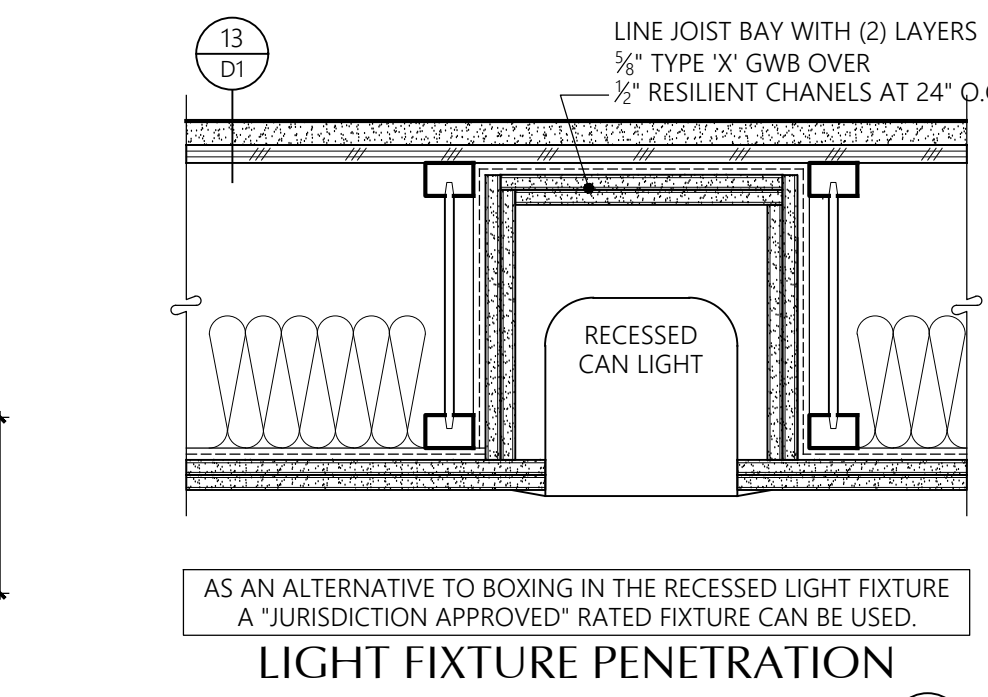 13
D1
LINE JOIST BAY WITH (2) LAYERS
⅝" TYPE 'X' GWB OVER
½" RESILIENT CHANELS AT 24" O.C
RECESSED
CAN LIGHT
AS AN ALTERNATIVE TO BOXING IN THE RECESSED LIGHT FIXTURE
A "JURISDICTION APPROVED" RATED FIXTURE CAN BE USED.
LIGHT FIXTURE PENETRATION